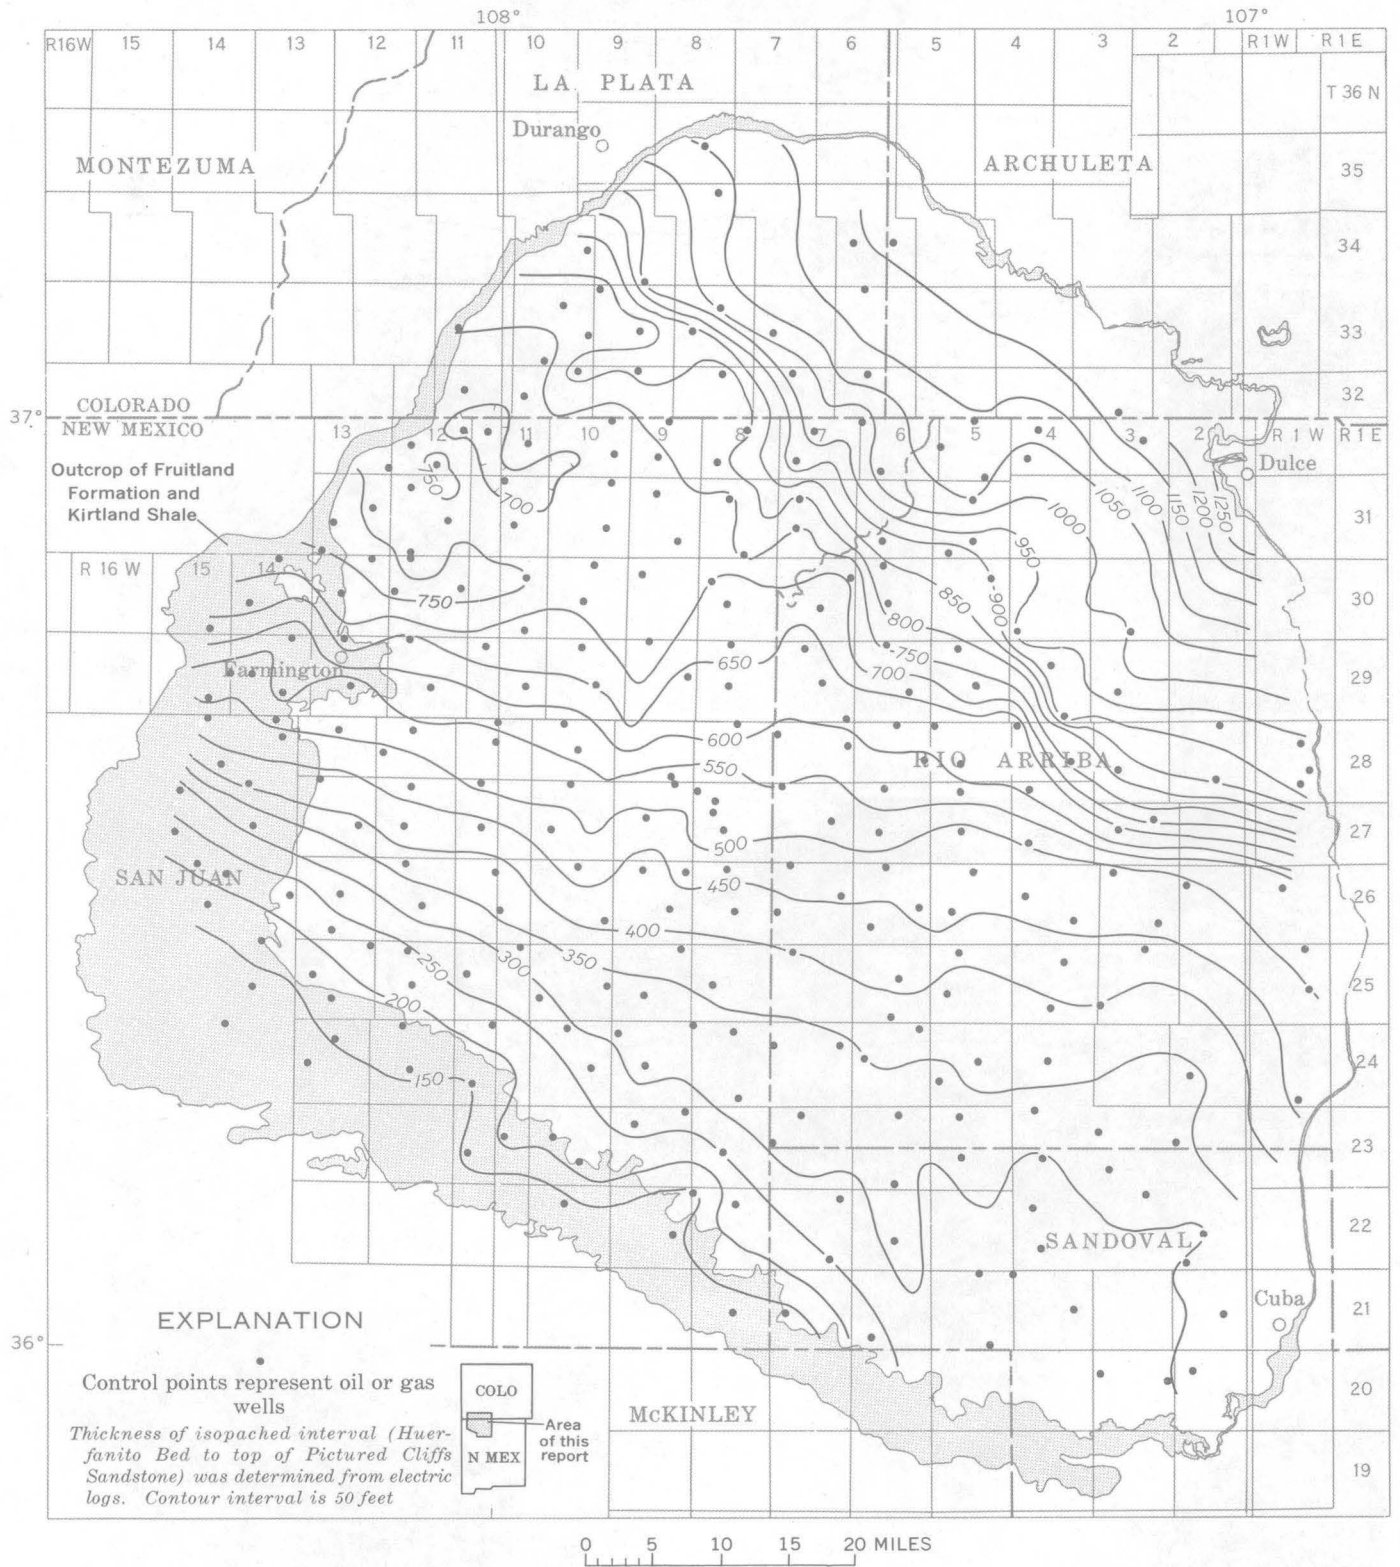 108° 107°
R16W 15 14 13 12 11 10 9 8 7 6 5 4 3 2 R1W R1E
LA PLATA
T 36 N
Durango
MONTEZUMA
ARCHULETA
35
34
33
32
37°
COLORADO
NEW MEXICO
13 12 11 10 9 8 7 6 5 4 3 2 R 1 W R1E
Outcrop of Fruitland
Formation and
Kirtland Shale
Dulce
750
700
1000
1050
1100
1150
1200
1250
31
950
R 16 W 15 14
750
850
900
800
30
650
750
700
Farmington
29
600
550
RIO ARRIBA
28
500
27
SAN JUAN
450
26
400
350
300
250
200
25
150
24
23
22
SANDOVAL
Cuba
21
36°
EXPLANATION
Control points represent oil or gas
wells
Thickness of isopached interval (Huer-
fanito Bed to top of Pictured Cliffs
Sandstone) was determined from electric
logs. Contour interval is 50 feet
COLO
N MEX
Area
of this
report
McKINLEY
20
19
0 5 10 15 20 MILES